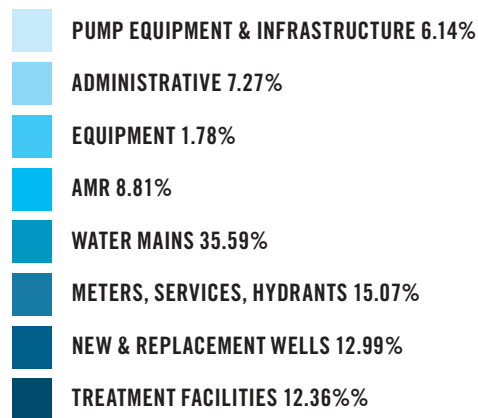 PUMP EQUIPMENT & INFRASTRUCTURE 6.14%
ADMINISTRATIVE 7.27%
EQUIPMENT 1.78%
AMR 8.81%
WATER MAINS 35.59%
METERS, SERVICES, HYDRANTS 15.07%
NEW & REPLACEMENT WELLS 12.99%
TREATMENT FACILITIES 12.36%%